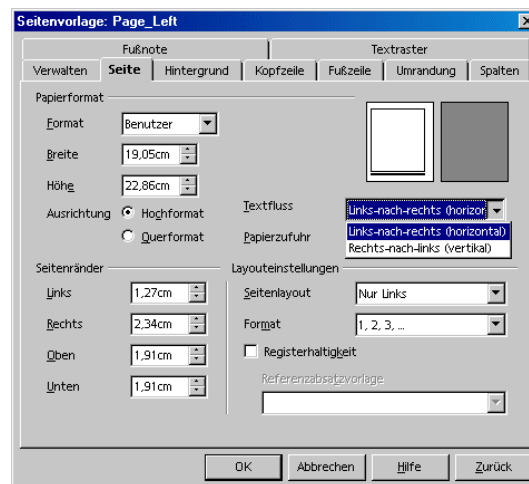 Seitenvorlage: Page_Left
Fußnote Textraster
Verwalten Seite Hintergrund Kopfzeile Fußzeile Umrandung Spalten
Papierformat
Format Benutzer
Breite 19,05cm
Höhe 22,86cm
Ausrichtung Hochformat
Querformat
Textfluss Links-nach-rechts (horizor
Links-nach-rechts (horizontal)
Papierzufuhr
Rechts-nach-links (vertikal)
Seitenränder
Links 1,27cm
Rechts 2,34cm
Oben 1,91cm
Unten 1,91cm
Layouteinstellungen
Seitenlayout Nur Links
Format 1, 2, 3, ...
Registerhaltigkeit
Referenzabsatzvorlage
OK Abbrechen Hilfe Zurück